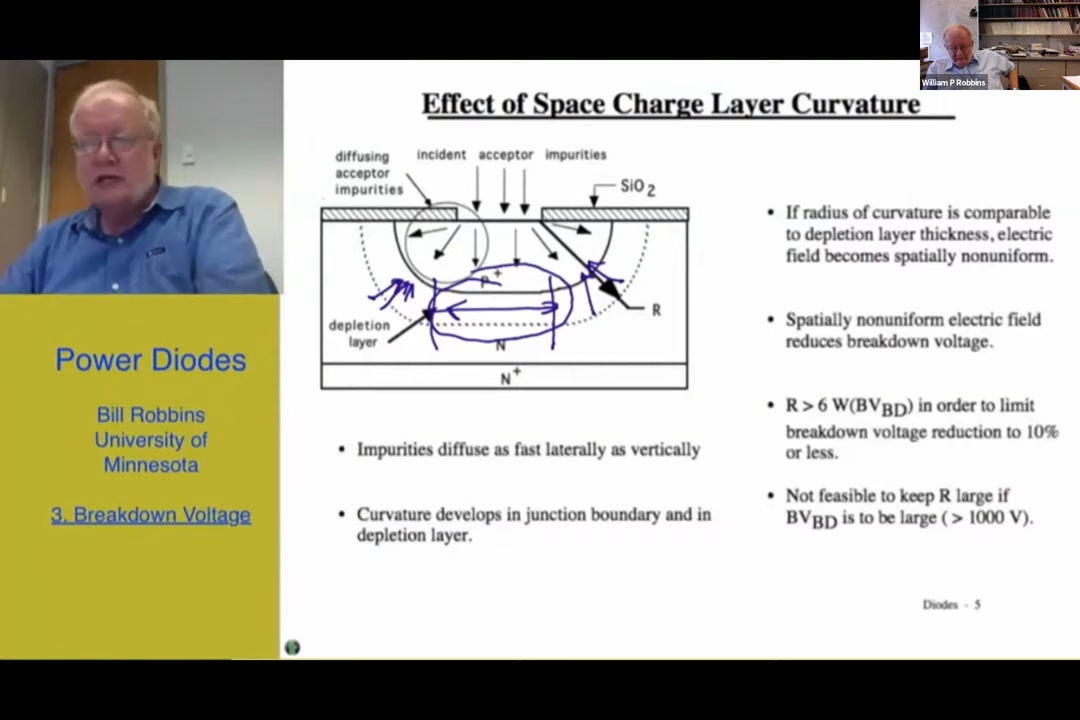 William P Robbins
Effect of Space Charge Layer Curvature
diffusing
acceptor
impurities
incident acceptor impurities
SiO2
P+
R
depletion
layer
N
N+
• Impurities diffuse as fast laterally as vertically
• Curvature develops in junction boundary and in
depletion layer.
• If radius of curvature is comparable
to depletion layer thickness, electric
field becomes spatially nonuniform.
• Spatially nonuniform electric field
reduces breakdown voltage.
• R > 6 W(BVBD) in order to limit
breakdown voltage reduction to 10%
or less.
• Not feasible to keep R large if
BVBD is to be large ( > 1000 V).
Diodes - 5
Power Diodes
Bill Robbins
University of
Minnesota
3. Breakdown Voltage